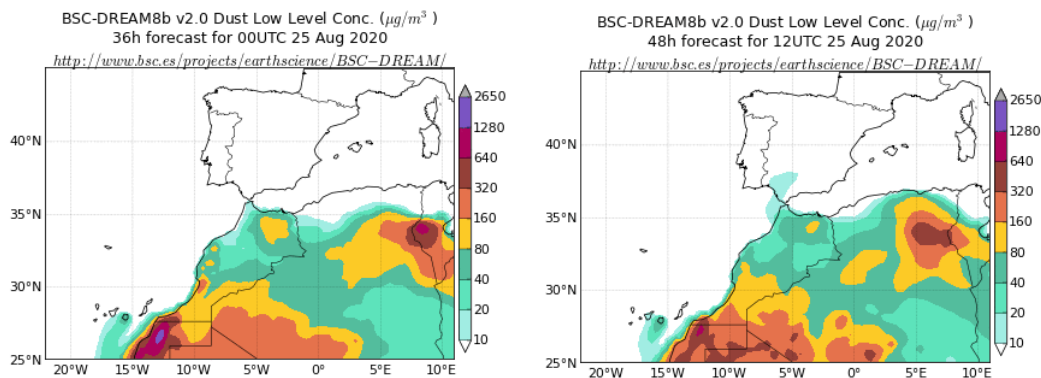 BSC-DREAM8b v2.0 Dust Low Level Conc. (μg/m³ )
36h forecast for 00UTC 25 Aug 2020
http://www.bsc.es/projects/earthscience/BSC−DREAM/
40°N
35°N
30°N
25°N
20°W
15°W
10°W
5°W
0°
5°E
10°E
2650
1280
640
320
160
80
40
20
10
BSC-DREAM8b v2.0 Dust Low Level Conc. (μg/m³ )
48h forecast for 12UTC 25 Aug 2020
http://www.bsc.es/projects/earthscience/BSC−DREAM/
40°N
35°N
30°N
25°N
20°W
15°W
10°W
5°W
0°
5°E
10°E
2650
1280
640
320
160
80
40
20
10